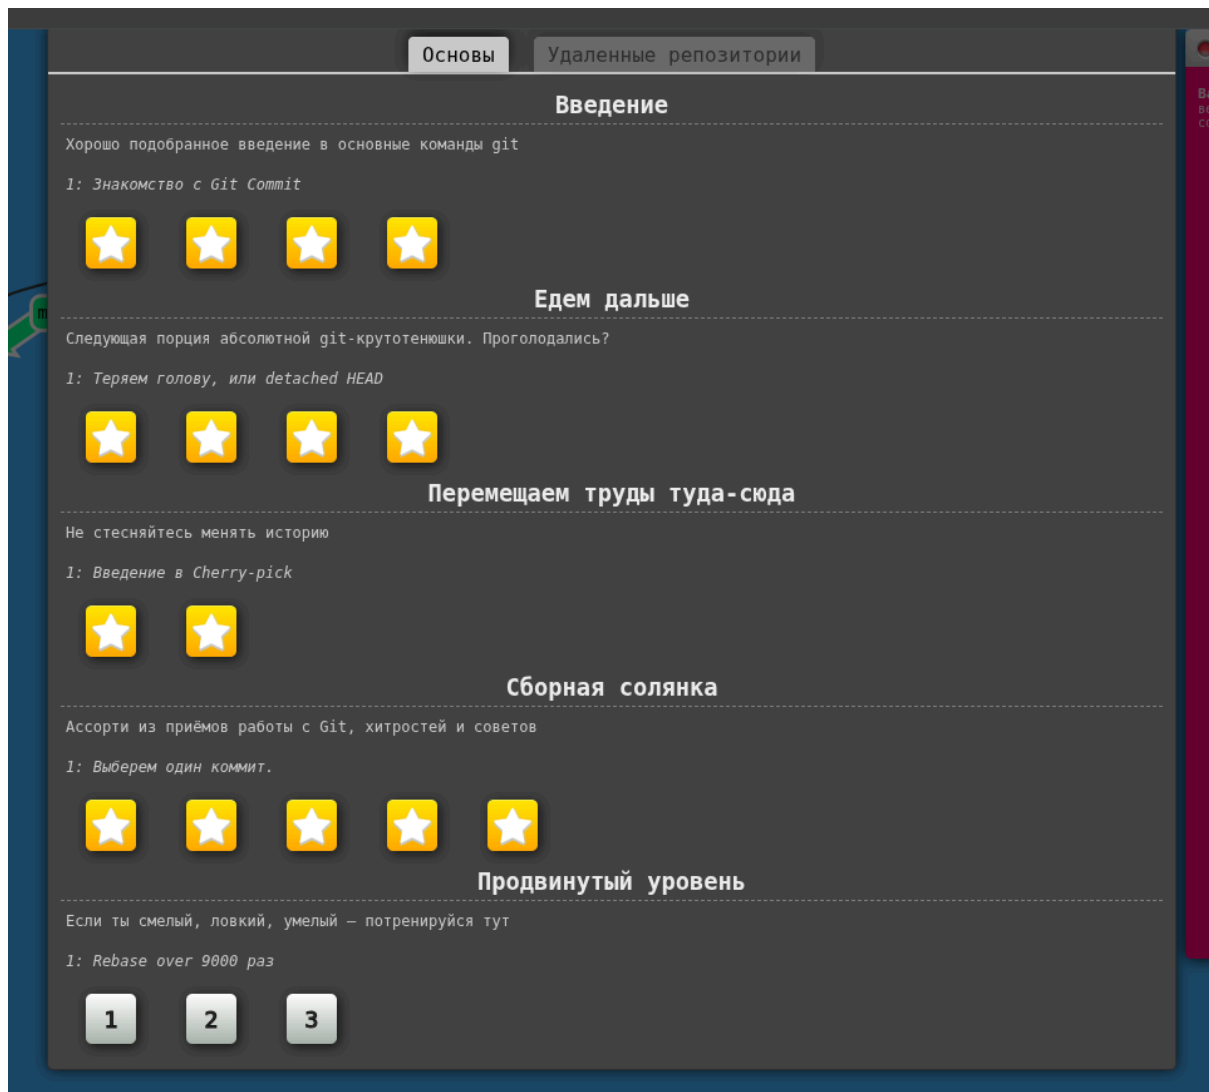 Основы Удаленные репозитории
Введение
Хорошо подобранное введение в основные команды git
1: Знакомство с Git Commit
Едем дальше
Следующая порция абсолютной git-крутотенюшки. Проголодались?
1: Теряем голову, или detached HEAD
Перемещаем труды туда-сюда
Не стесняйтесь менять историю
1: Введение в Cherry-pick
Сборная солянка
Ассорти из приёмов работы с Git, хитростей и советов
1: Выберем один коммит.
Продвинутый уровень
Если ты смелый, ловкий, умелый – потренируйся тут
1: Rebase over 9000 раз
1 2 3